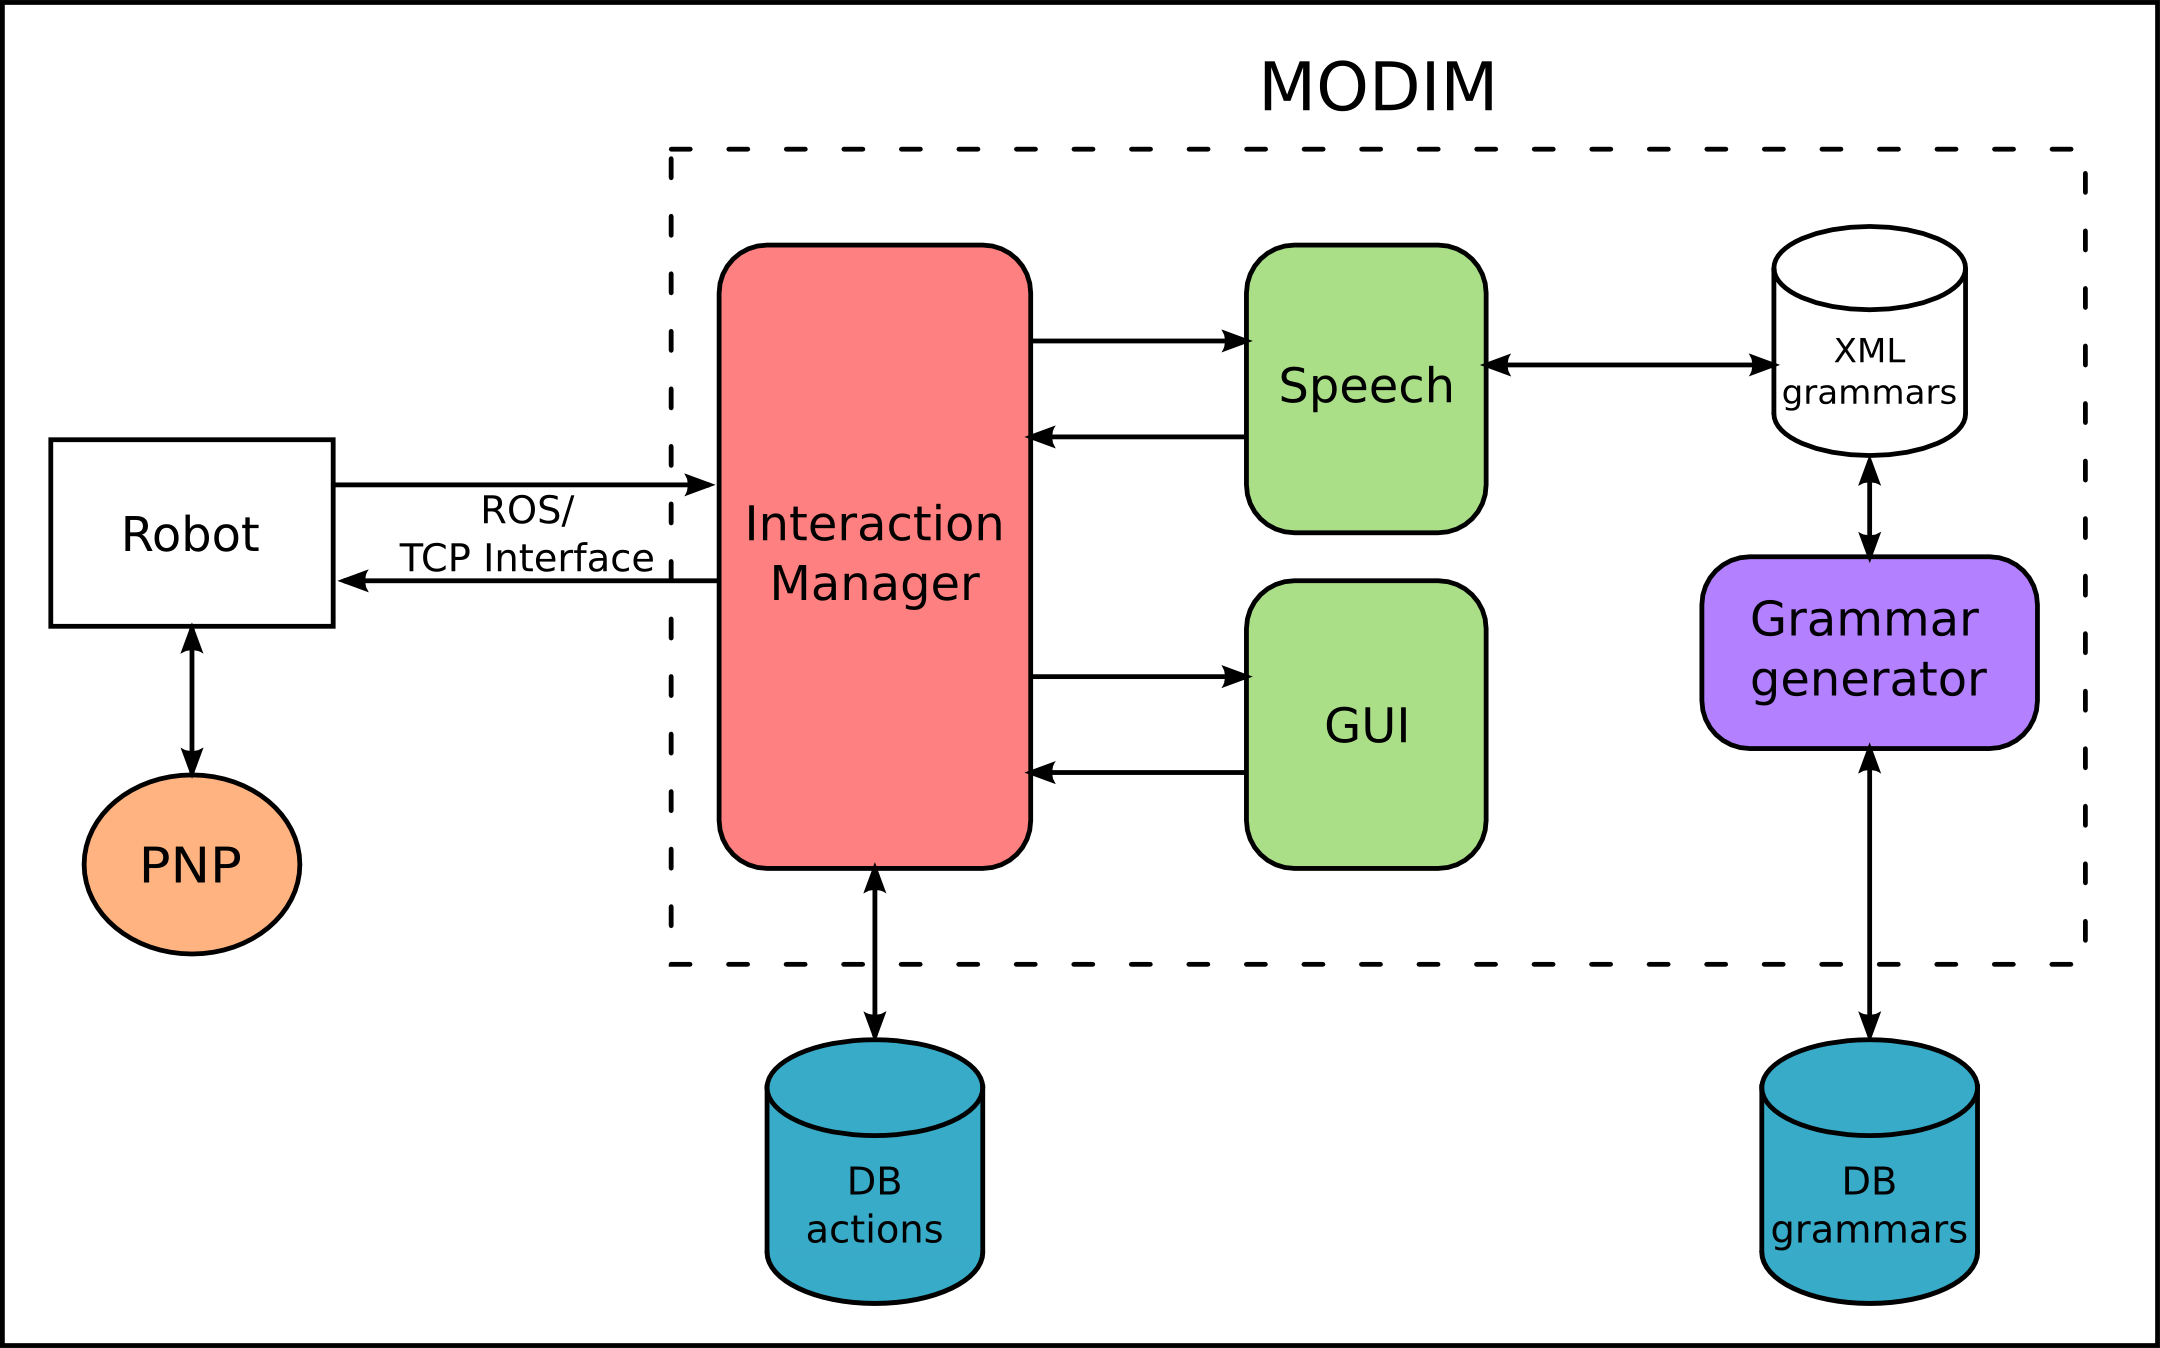 MODIM
XML
grammars
Speech
ROS/
TCP Interface
Robot
Interaction
Manager
Grammar
generator
GUI
PNP
DB
actions
DB
grammars